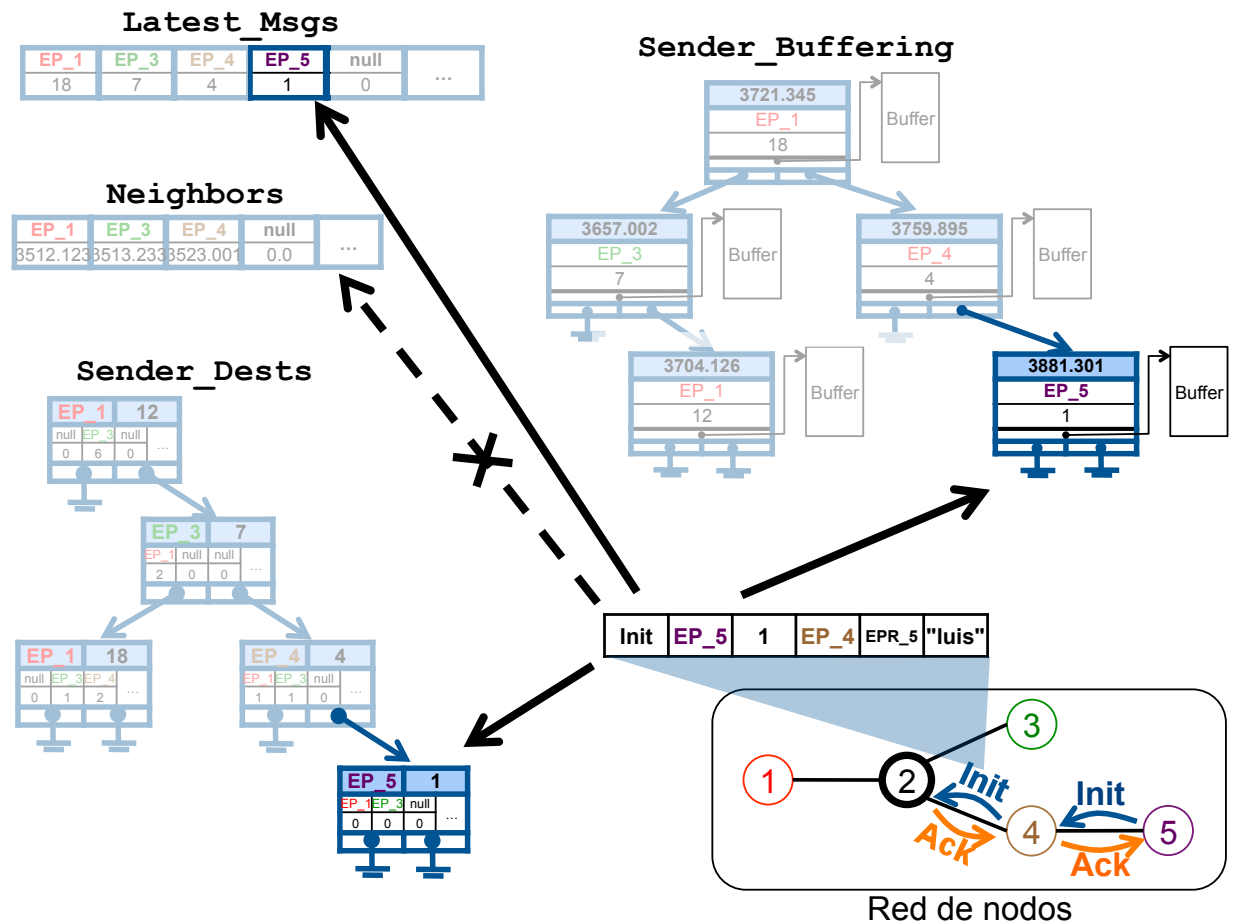 Latest_Msgs
EP_1 EP_3 EP_4 EP_5 null ...
18 7 4 1 0
Sender_Buffering
3721.345
EP_1
18
Buffer
Neighbors
EP_1 EP_3 EP_4 null ...
3512.123 3513.233 3523.001 0.0
3657.002
EP_3
7
Buffer
3759.895
EP_4
4
Buffer
3704.126
EP_1
12
Buffer
3881.301
EP_5
1
Buffer
Sender_Dests
EP_1 12
null EP_3 null ...
0 6 0
EP_3 7
EP_1 null null ...
2 0 0
EP_1 18
null EP_3 EP_4 ...
0 1 2
EP_4 4
EP_1 EP_3 null ...
1 1 0
EP_5 1
EP_1 EP_3 null ...
0 0 0
Init EP_5 1 EP_4 EPR_5 "luis"
3
1 2 Init Init
Ack 4 Ack 5
Red de nodos